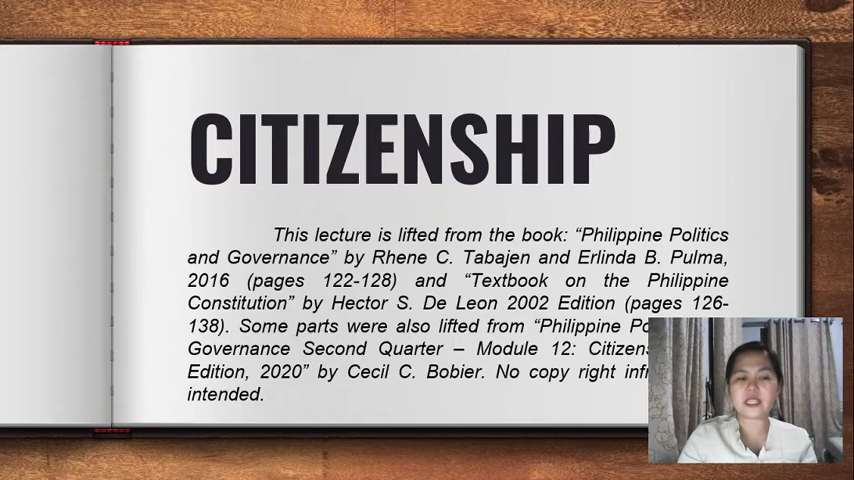 CITIZENSHIP
This lecture is lifted from the book: “Philippine Politics
and Governance” by Rhene C. Tabajen and Erlinda B. Pulma,
2016 (pages 122-128) and “Textbook on the Philippine
Constitution” by Hector S. De Leon 2002 Edition (pages 126-
138). Some parts were also lifted from “Philippine
Governance Second Quarter – Module 12:
Edition, 2020” by Cecil C. Bobier. No copy right
intended.